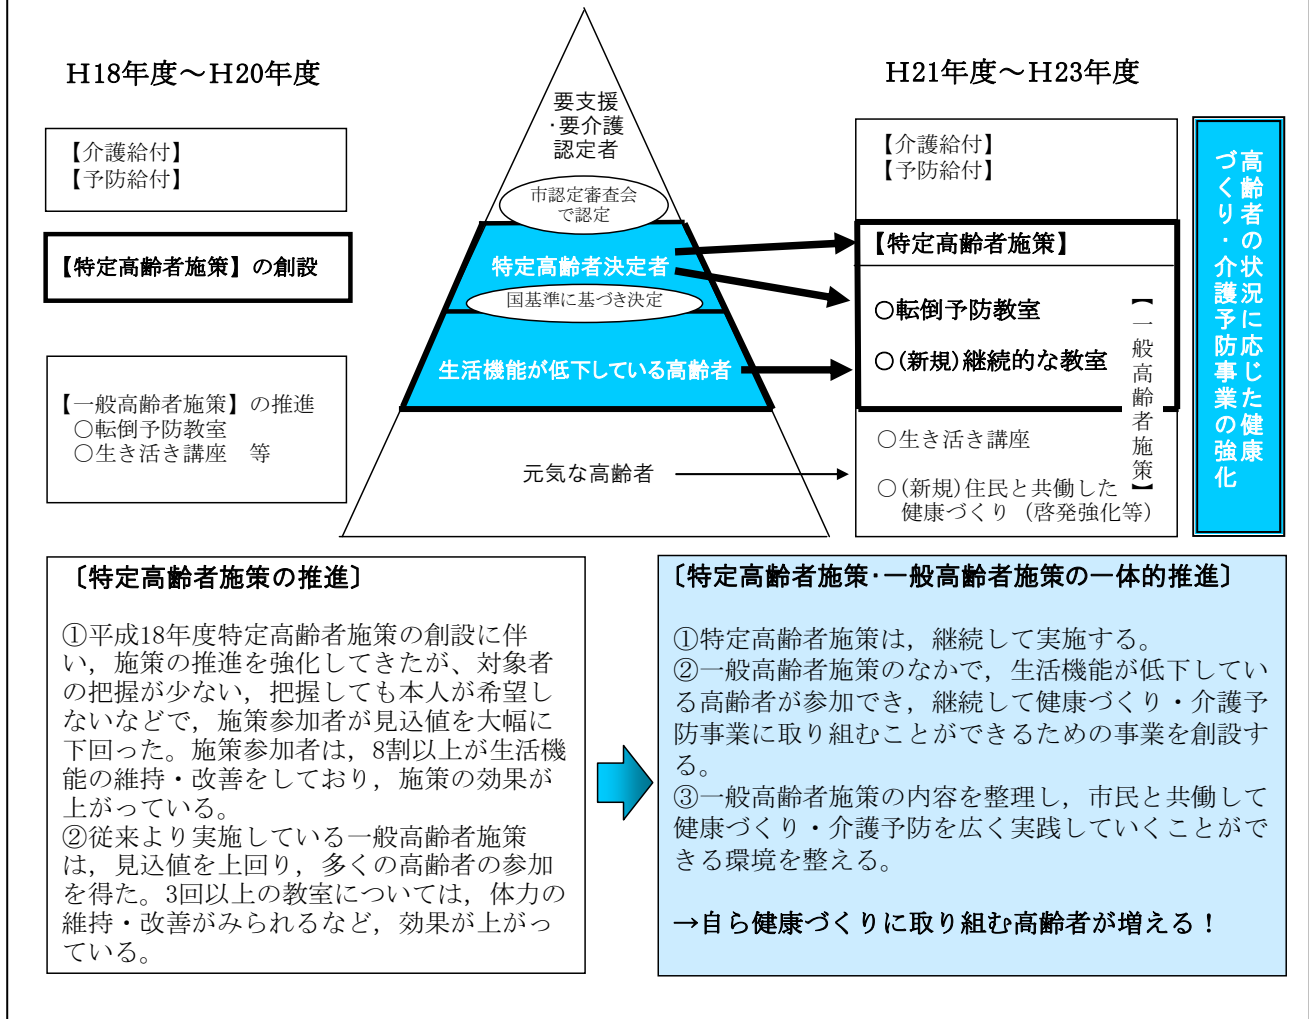 H18年度～H20年度
【介護給付】
【予防給付】
【特定高齢者施策】の創設
【一般高齢者施策】の推進
○転倒予防教室
○生き活き講座　等
要支援
・要介護
認定者
市認定審査会
で認定
特定高齢者決定者
国基準に基づき決定
生活機能が低下している高齢者
元気な高齢者
H21年度～H23年度
【介護給付】
【予防給付】
【特定高齢者施策】
○転倒予防教室
○(新規)継続的な教室
○生き活き講座
○(新規)住民と共働した
健康づくり（啓発強化等）
【一般高齢者施策】
高齢者の状況に応じた健康
づくり・介護予防事業の強化
〔特定高齢者施策の推進〕
①平成18年度特定高齢者施策の創設に伴
い，施策の推進を強化してきたが、対象者
の把握が少ない，把握しても本人が希望し
ないなどで，施策参加者が見込値を大幅に
下回った。施策参加者は，8割以上が生活機
能の維持・改善をしており，施策の効果が
上がっている。
②従来より実施している一般高齢者施策
は，見込値を上回り，多くの高齢者の参加
を得た。3回以上の教室については，体力の
維持・改善がみられるなど，効果が上がっ
ている。
〔特定高齢者施策・一般高齢者施策の一体的推進〕
①特定高齢者施策は，継続して実施する。
②一般高齢者施策のなかで，生活機能が低下してい
る高齢者が参加でき，継続して健康づくり・介護予
防事業に取り組むことができるための事業を創設す
る。
③一般高齢者施策の内容を整理し，市民と共働して
健康づくり・介護予防を広く実践していくことがで
きる環境を整える。
→自ら健康づくりに取り組む高齢者が増える！